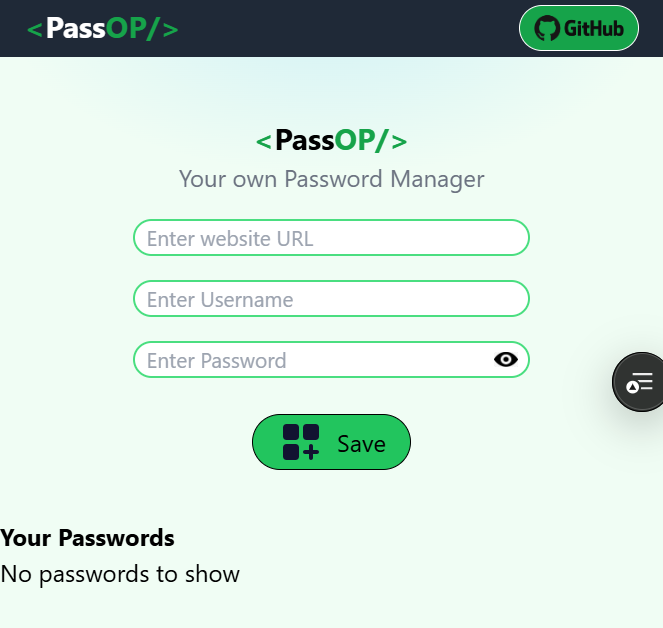 <PassOP/>
GitHub
<PassOP/>
Your own Password Manager
Enter website URL
Enter Username
Enter Password
Save
Your Passwords
No passwords to show